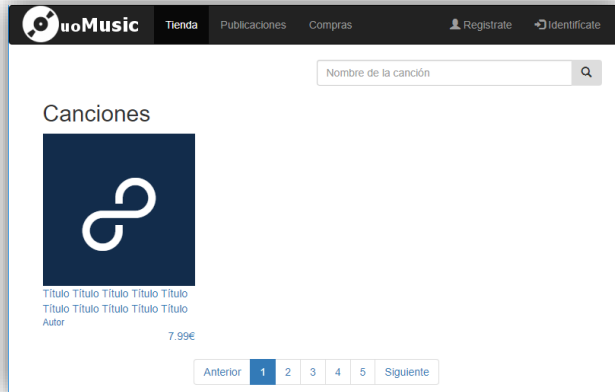 uoMusic Tienda Publicaciones Compras Registrate Identifícate
Nombre de la canción
Canciones
Título Título Título Título Título
Título Título Título Título Título
Autor
7.99€
Anterior 1 2 3 4 5 Siguiente